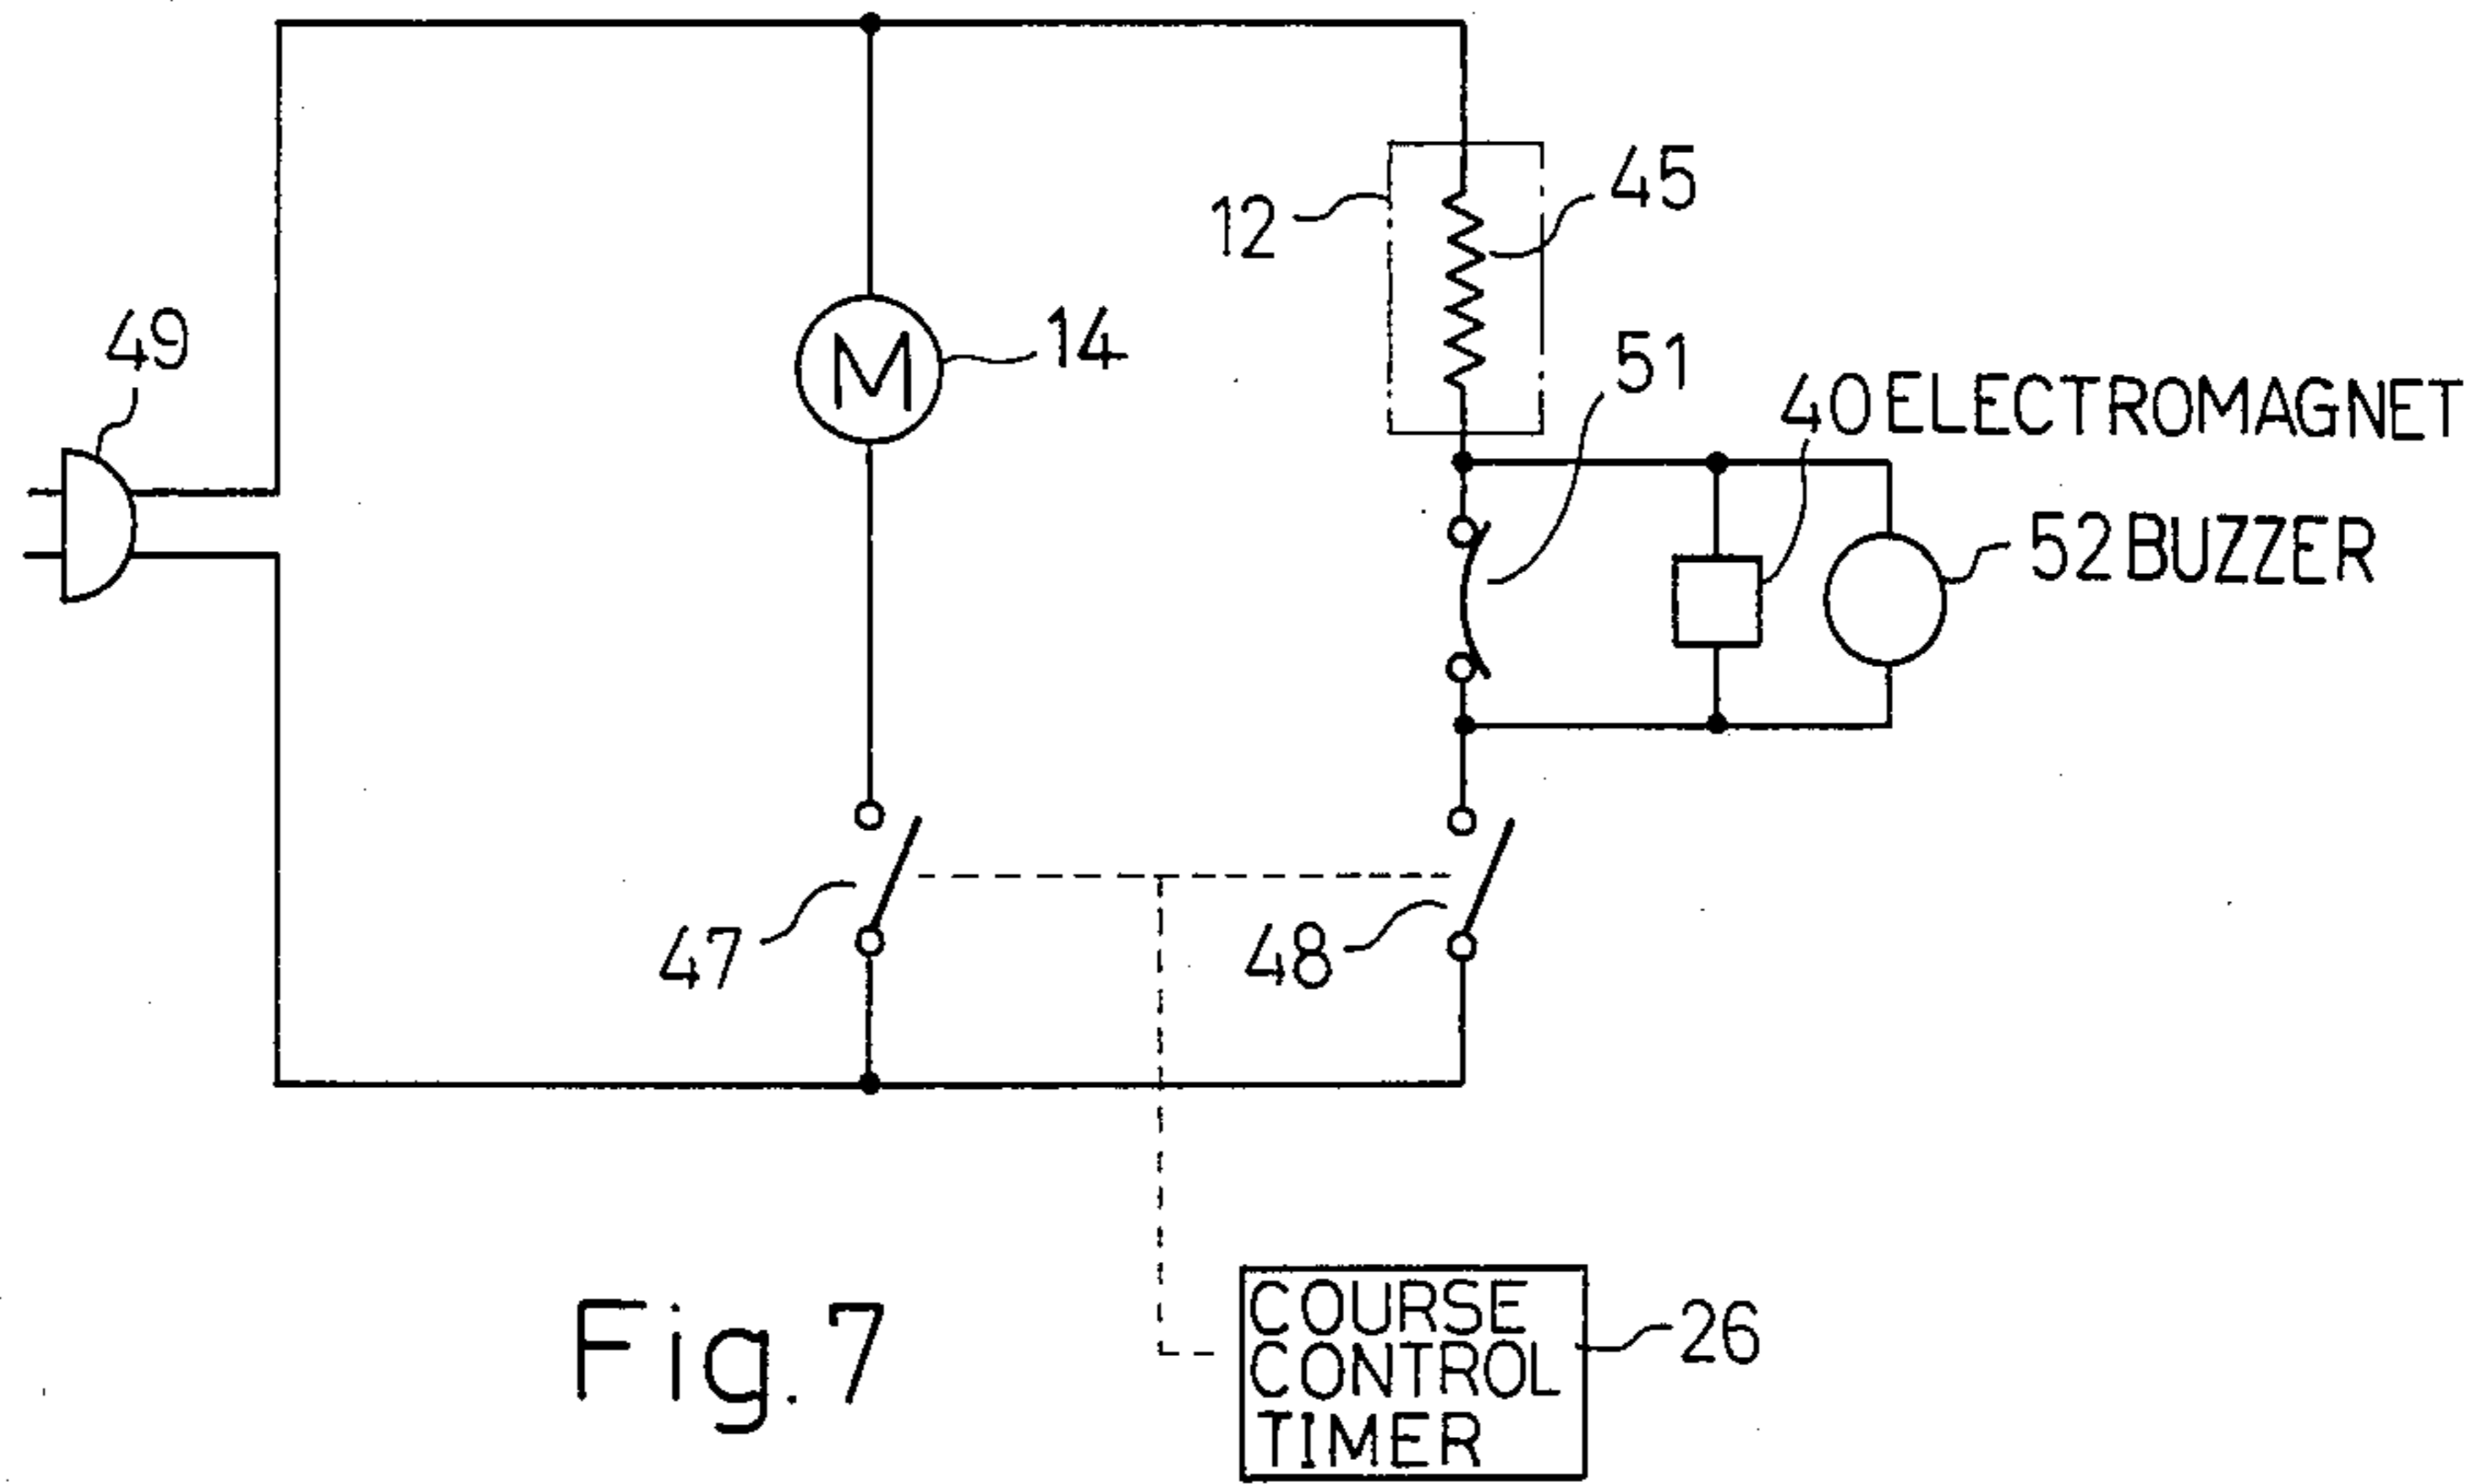 49
14
12
45
51
40 ELECTROMAGNET
52 BUZZER
M
47
48
COURSE
CONTROL
TIMER
26
Fig. 7